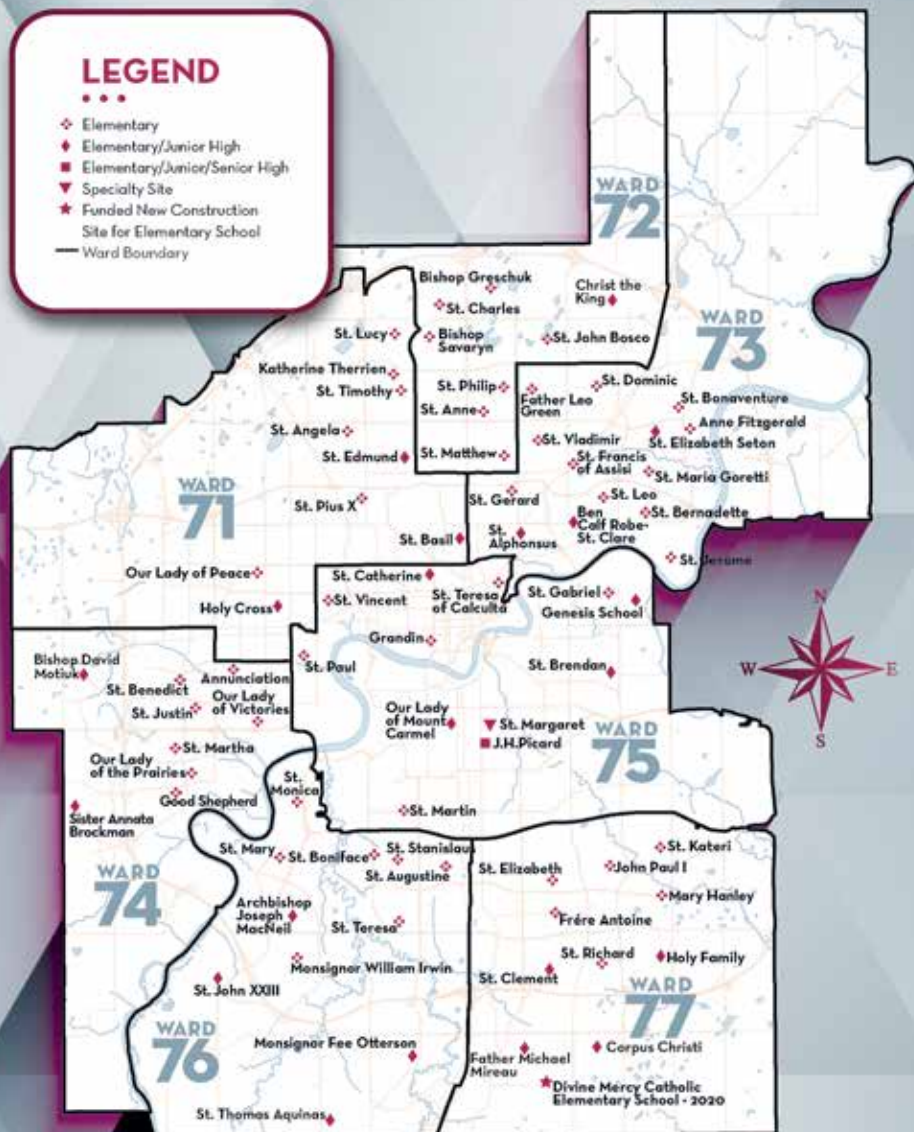 LEGEND
Elementary
Elementary/Junior High
Elementary/Junior/Senior High
Specialty Site
Funded New Construction
Site for Elementary School
Ward Boundary
WARD
72
Bishop Greschuk
St. Charles
Christ the
King
Bishop
Savaryn
St. John Bosco
St. Philip
St. Anne
St. Matthew
WARD
73
St. Dominic
Father Leo
Green
St. Bonaventure
Anne Fitzgerald
St. Elizabeth Seton
St. Vladimir
St. Francis
of Assisi
St. Maria Goretti
St. Gerard
St. Leo
St. Bernadette
Ben
Calf Robe-
St. Clare
St.
Alphonsus
St. Jerome
St. Lucy
Katherine Therrien
St. Timothy
St. Angela
St. Edmund
WARD
71
St. Pius X
St. Basil
Our Lady of Peace
Holy Cross
St. Catherine
St. Vincent
St. Teresa
of Calcutta
St. Gabriel
Genesis School
Grandin
St. Paul
St. Brendan
Our Lady
of Mount
Carmel
St. Margaret
J.H.Picard
WARD
75
St. Martin
N
W
E
S
Bishop David
Motiuk
St. Benedict
Annunciation
Our Lady
of Victories
St. Justin
St. Martha
Our Lady
of the Prairies
Good Shepherd
Sister Annata
Brockman
WARD
74
St.
Monica
St. Mary
St. Boniface
St. Stanislaus
St. Augustine
Archbishop
Joseph
MacNeil
St. Teresa
Monsignor William Irwin
St. John XXIII
WARD
76
Monsignor Fee Otterson
St. Thomas Aquinas
St. Kateri
St. Elizabeth
John Paul I
Mary Hanley
Frére Antoine
St. Richard
Holy Family
St. Clement
WARD
77
Father Michael
Mireau
Corpus Christi
Divine Mercy Catholic
Elementary School - 2020